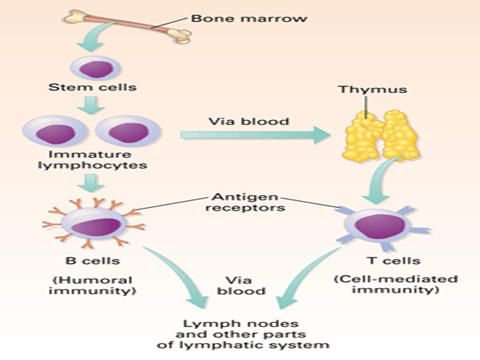 Bone marrow
Stem cells
Thymus
Via blood
Immature
lymphocytes
Antigen
receptors
B cells
(Humoral
immunity)
Via
blood
T cells
(Cell-mediated
immunity)
Lymph nodes
and other parts
of lymphatic system